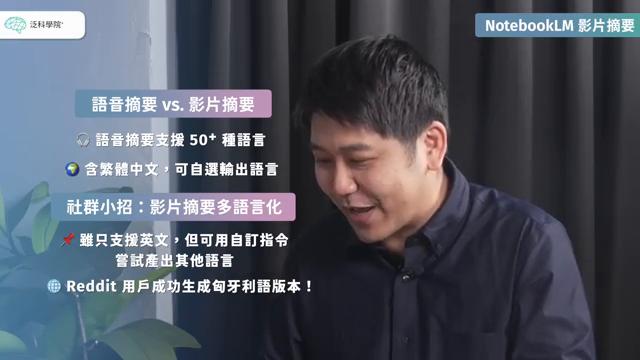 泛科學院
NotebookLM 影片摘要
語音摘要 vs. 影片摘要
🎧 語音摘要支援 50⁺ 種語言
🌍 含繁體中文，可自選輸出語言
社群小招：影片摘要多語言化
📌 雖只支援英文，但可用自訂指令
嘗試產出其他語言
🌐 Reddit 用戶成功生成匈牙利語版本！